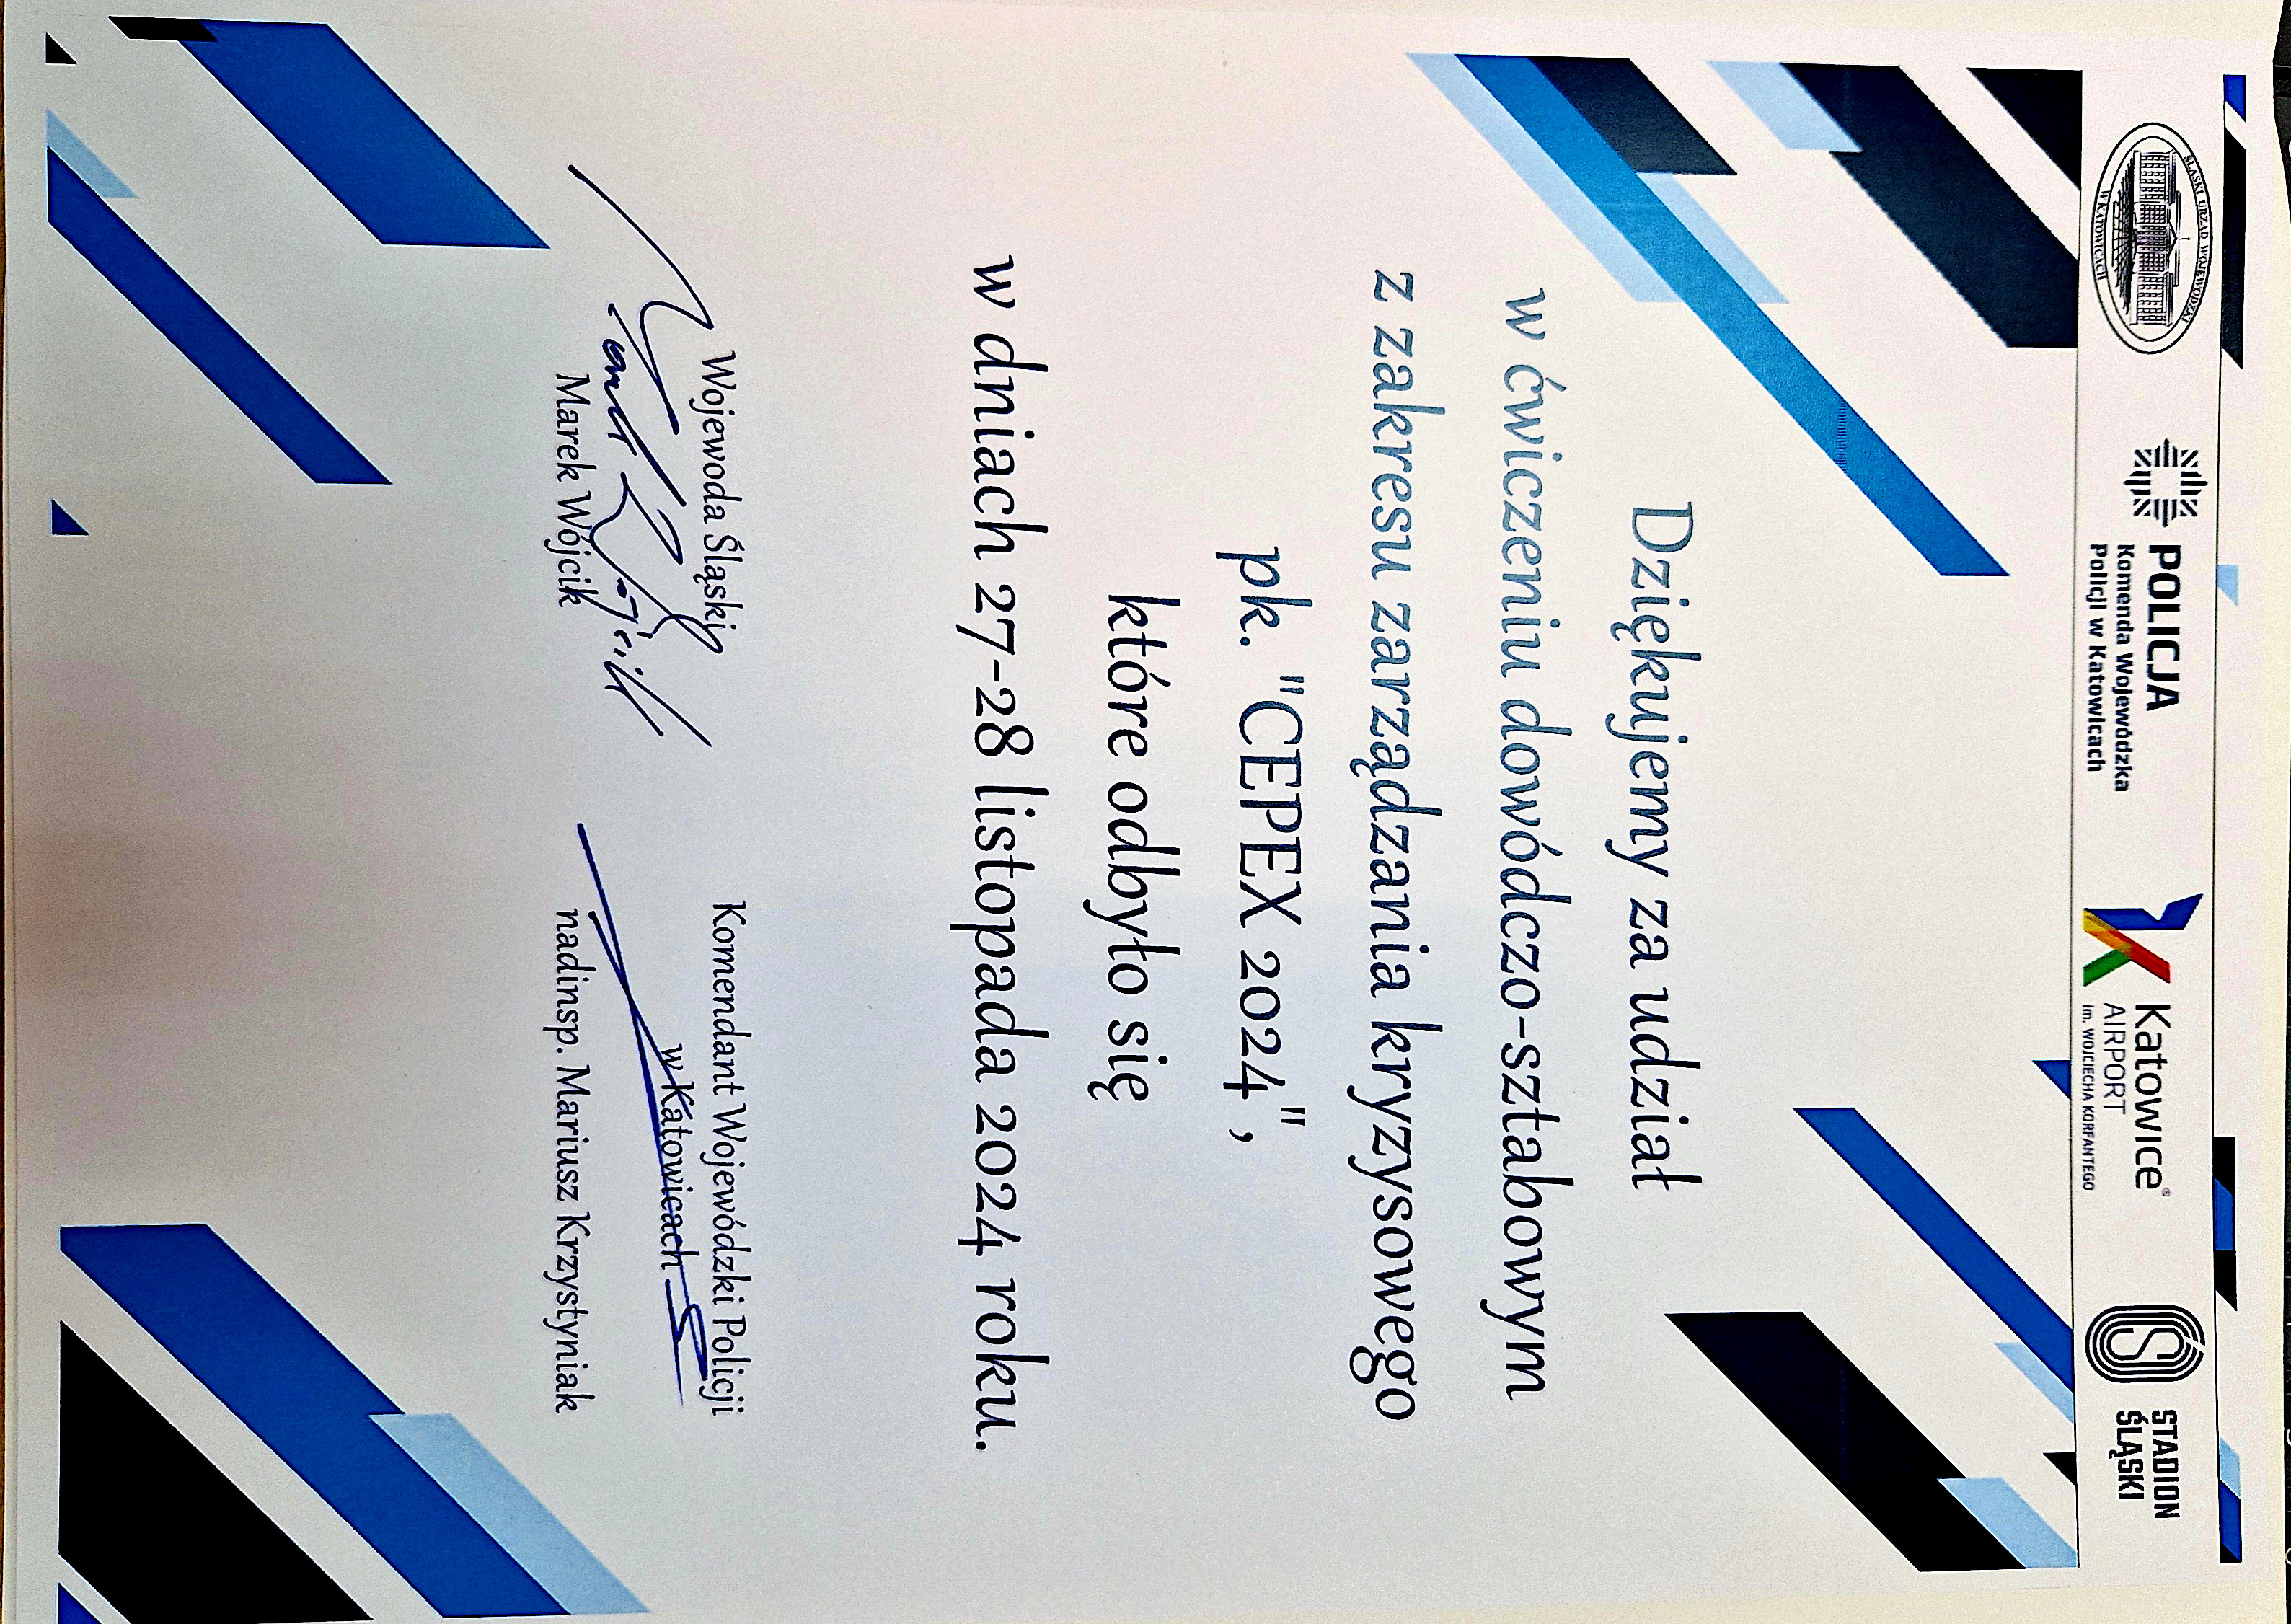 ŚLĄSKI URZĄD WOJEWÓDZKI
W KATOWICACH
POLICJA
Komenda Wojewódzka
Policji w Katowicach
Katowice®
AIRPORT
im. WOJCIECHA KORFANTEGO
STADION
ŚLĄSKI
Dziękujemy za udział
w ćwiczeniu dowódczo-sztabowym
z zakresu zarządzania kryzysowego
pk. "CEPEX 2024",
które odbyło się
w dniach 27-28 listopada 2024 roku.
Wojewoda Śląski
Marek Wójcik
Komendant Wojewódzki Policji
w Katowicach
nadinsp. Mariusz Krzystyniak